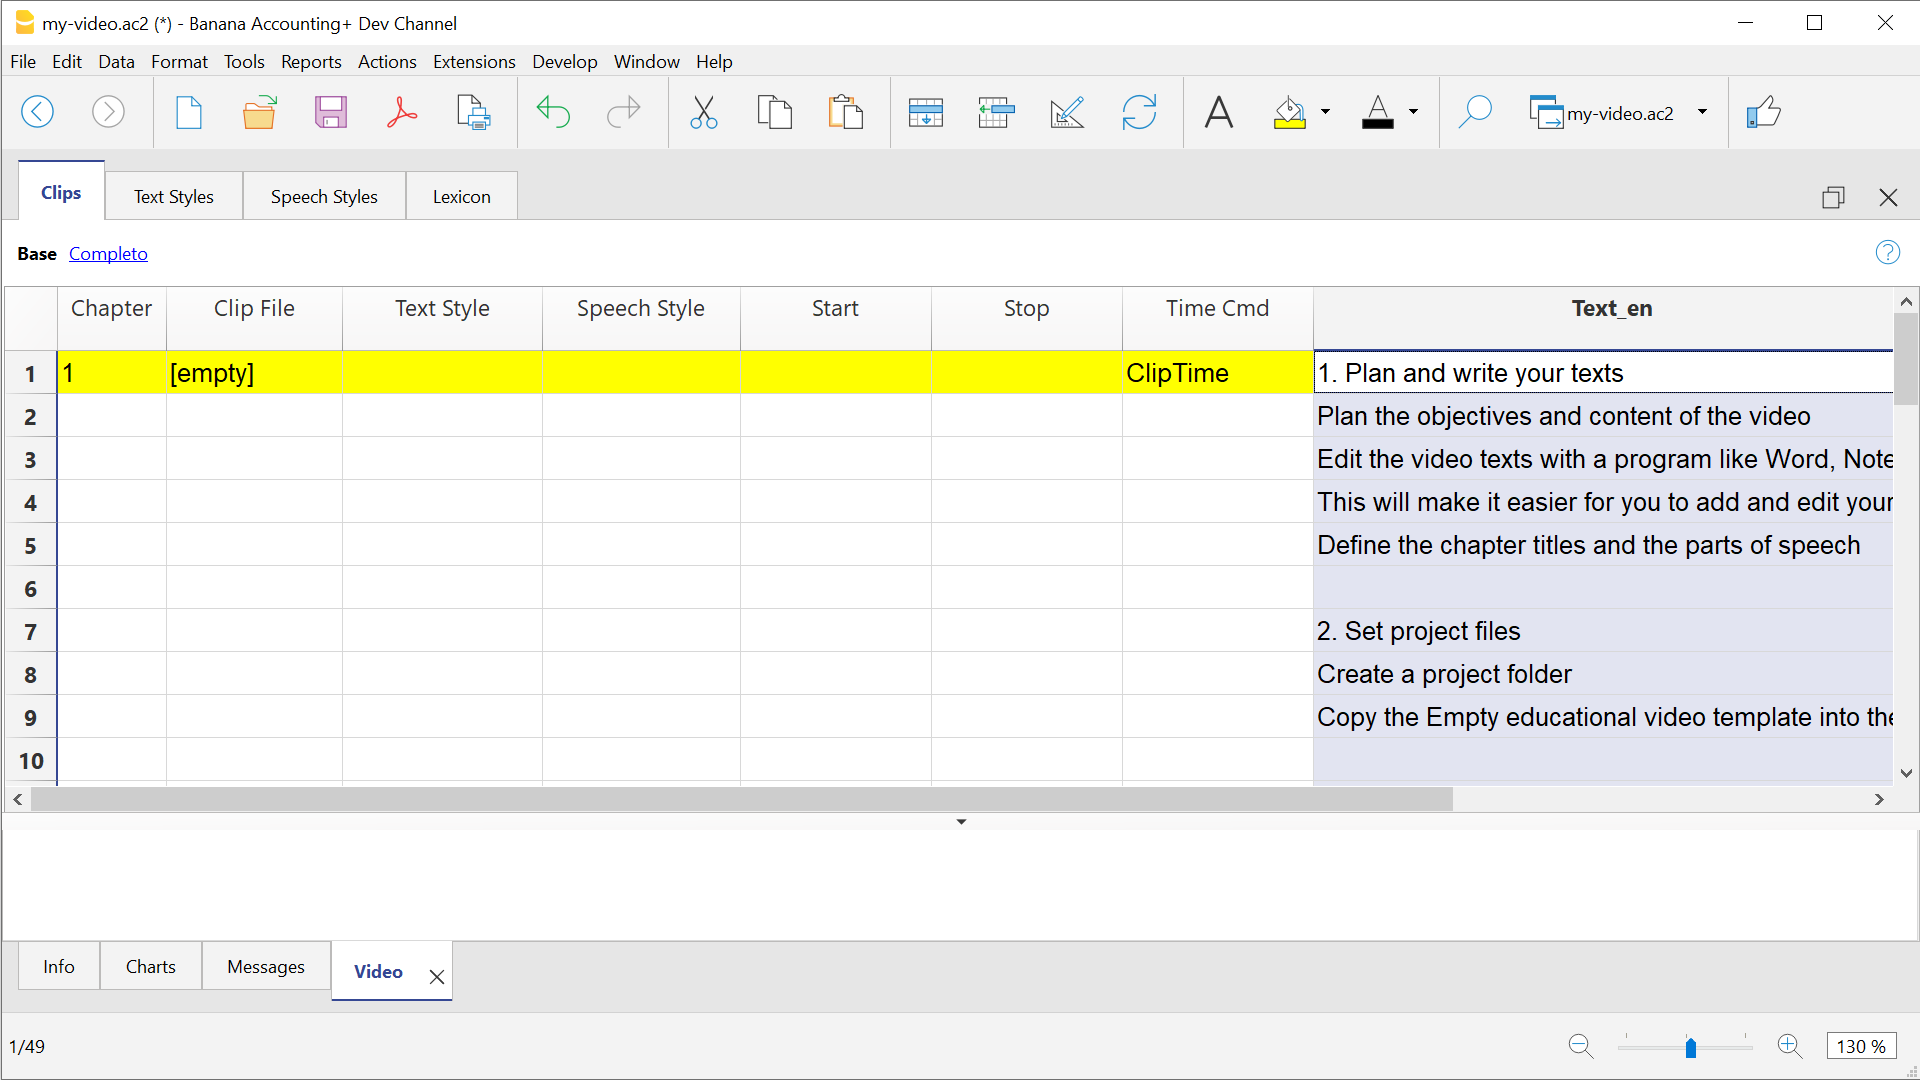 my-video.ac2 (*) - Banana Accounting+ Dev Channel
File Edit Data Format Tools Reports Actions Extensions Develop Window Help
my-video.ac2
Clips Text Styles Speech Styles Lexicon
Base Completo
Chapter Clip File Text Style Speech Style Start Stop Time Cmd Text_en
1 1 [empty] ClipTime 1. Plan and write your texts
2 Plan the objectives and content of the video
3 Edit the video texts with a program like Word, Note
4 This will make it easier for you to add and edit your
5 Define the chapter titles and the parts of speech
6
7 2. Set project files
8 Create a project folder
9 Copy the Empty educational video template into the
10
Info Charts Messages Video
1/49 130 %